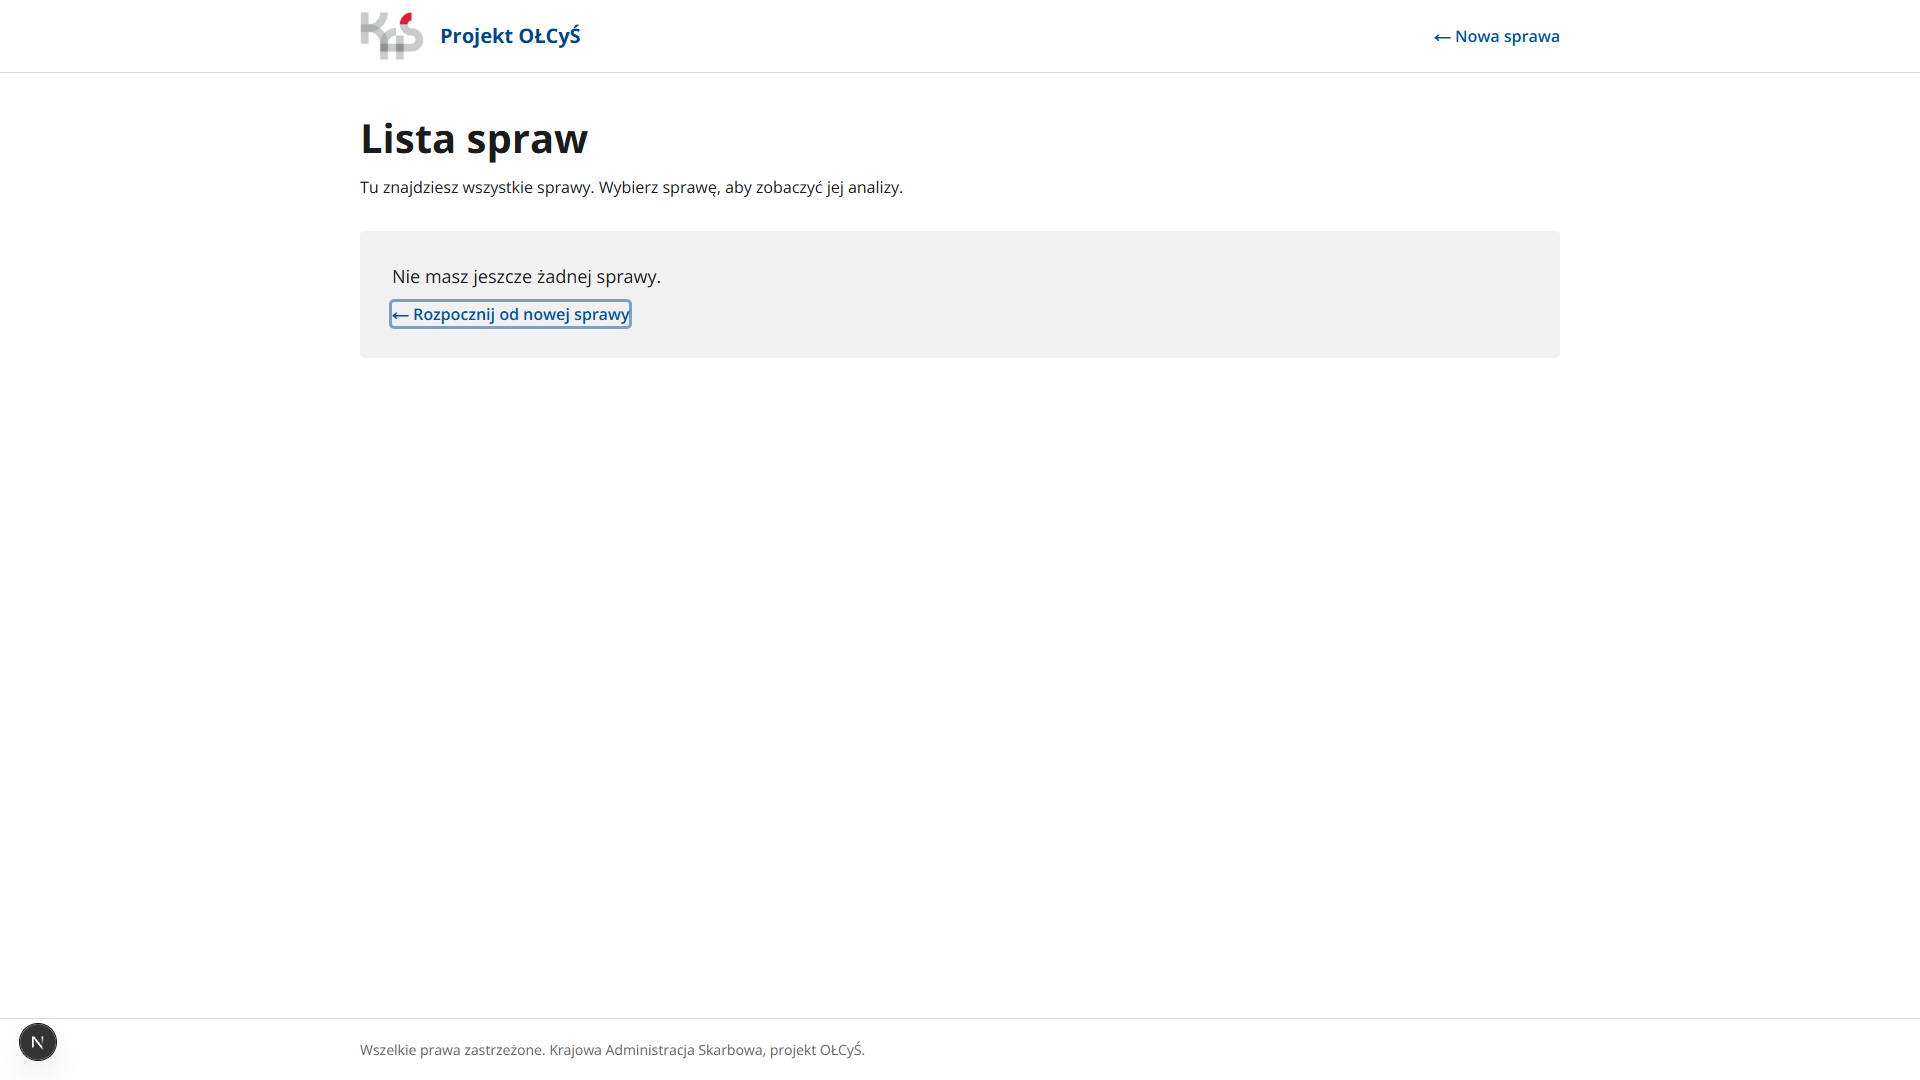 KAS
Projekt OŁCyŚ
← Nowa sprawa
Lista spraw
Tu znajdziesz wszystkie sprawy. Wybierz sprawę, aby zobaczyć jej analizy.
Nie masz jeszcze żadnej sprawy.
← Rozpocznij od nowej sprawy
N
Wszelkie prawa zastrzeżone. Krajowa Administracja Skarbowa, projekt OŁCyŚ.